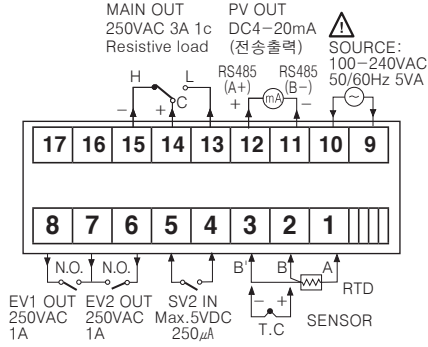 MAIN OUT
250VAC 3A 1c
Resistive load
PV OUT
DC4-20mA
(전송출력)
SOURCE:
100-240VAC
50/60Hz 5VA
H
L
C
RS485
(A+)
RS485
(B-)
mA
− + + −
17 16 15 14 13 12 11 10 9
8 7 6 5 4 3 2 1
N.O. N.O.
B' B A
EV1 OUT
250VAC
1A
EV2 OUT
250VAC
1A
SV2 IN
Max.5VDC
250㎂
− +
T.C
RTD
SENSOR